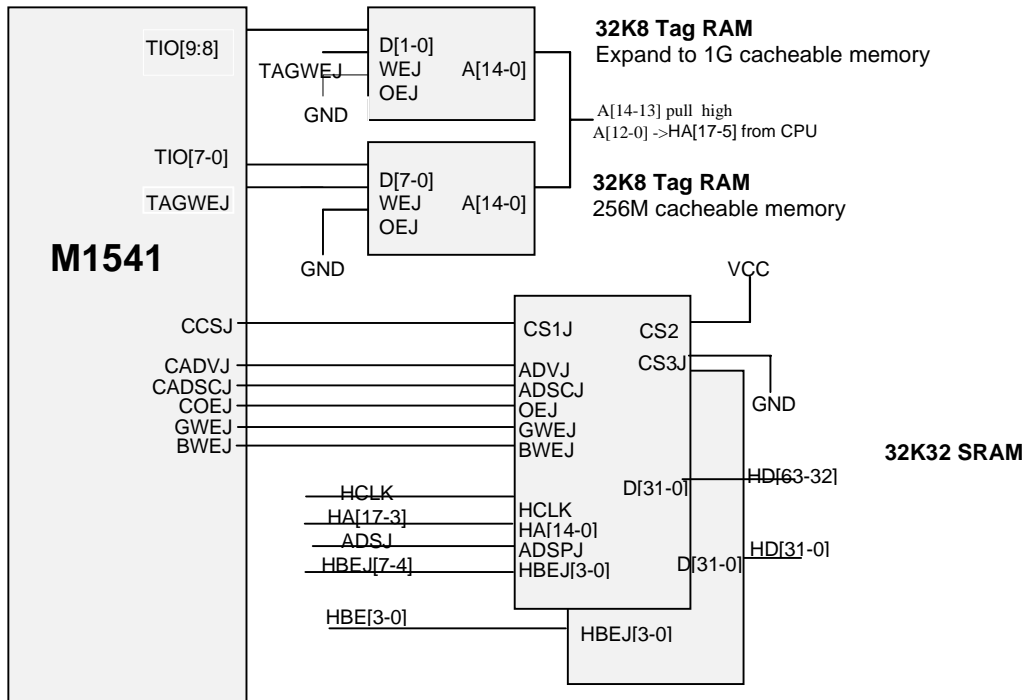 TIO[9:8]
TAGWEJ
GND
D[1-0]
WEJ
OEJ
A[14-0]
32K8 Tag RAM
Expand to 1G cacheable memory
A[14-13] pull high
A[12-0] ->HA[17-5] from CPU
TIO[7-0]
TAGWEJ
GND
D[7-0]
WEJ
OEJ
A[14-0]
32K8 Tag RAM
256M cacheable memory
M1541
VCC
CCSJ
CS1J
CS2
CS3J
GND
CADVJ
CADSCJ
COEJ
GWEJ
BWEJ
ADVJ
ADSCJ
OEJ
GWEJ
BWEJ
32K32 SRAM
D[31-0]
HD[63-32]
HCLK
HA[17-3]
ADSJ
HBEJ[7-4]
HCLK
HA[14-0]
ADSPJ
HBEJ[3-0]
D[31-0]
HD[31-0]
HBE[3-0]
HBEJ[3-0]